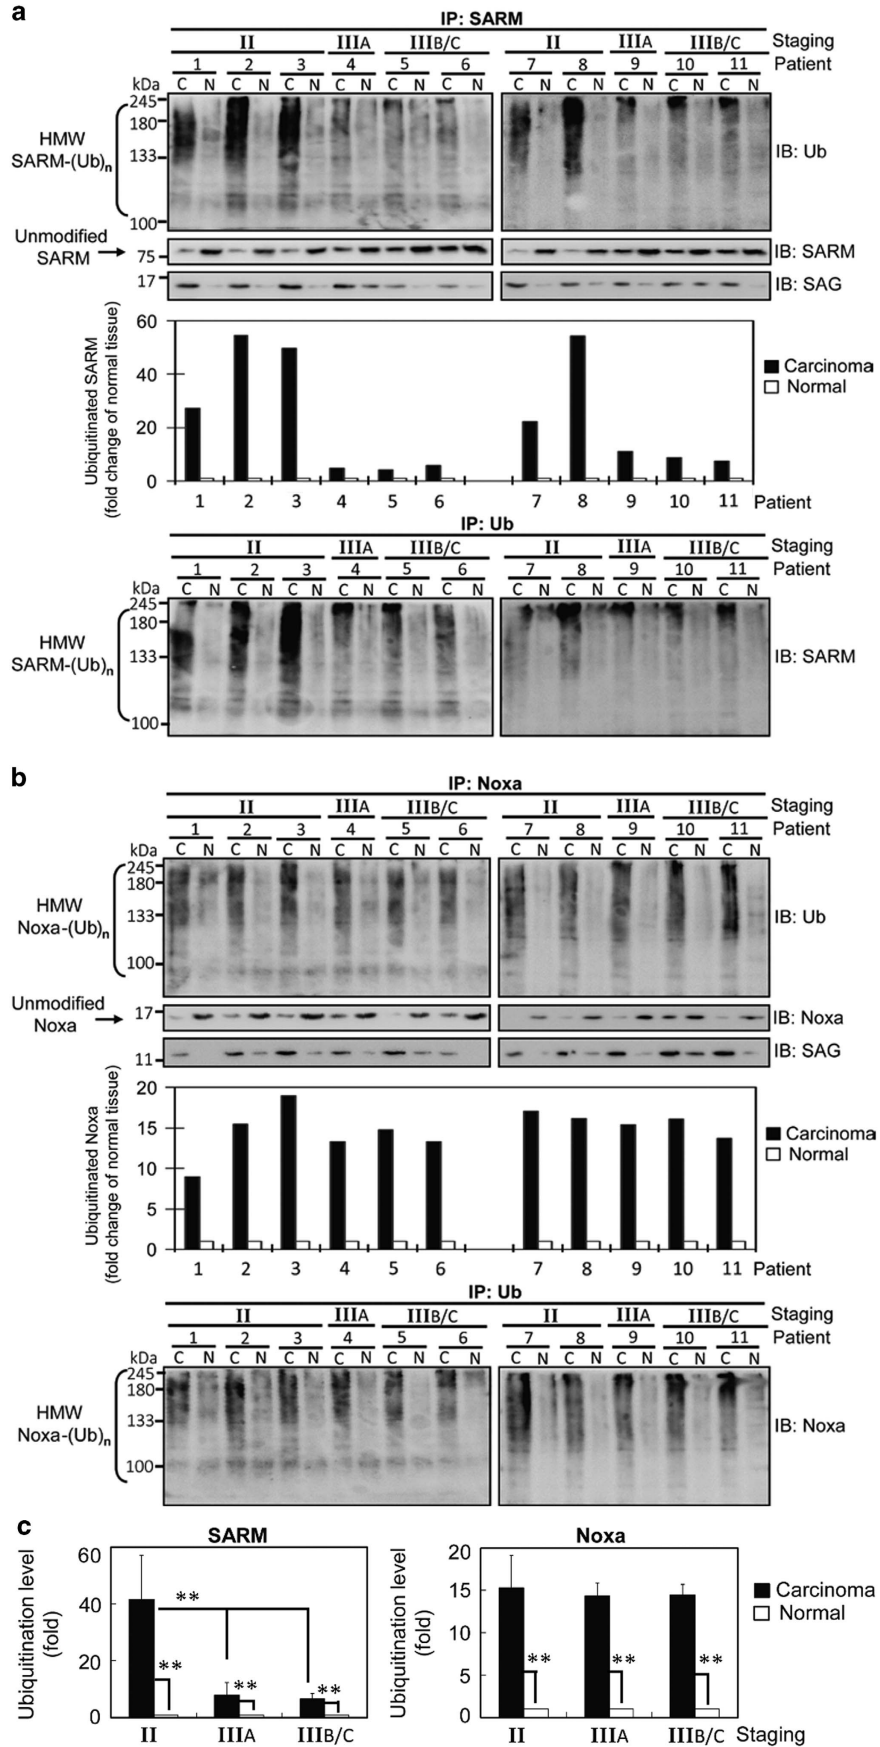 a
IP: SARM
II IIIA IIIB/C II IIIA IIIB/C Staging
1 2 3 4 5 6 7 8 9 10 11 Patient
kDa C N C N C N C N C N C N C N C N C N C N C N
245
180
133
100
HMW
SARM-(Ub)n
IB: Ub
Unmodified
SARM
75
IB: SARM
17
IB: SAG
Ubiquitinated SARM
(fold change of normal tissue)
60
40
20
0
Carcinoma
Normal
1 2 3 4 5 6 7 8 9 10 11 Patient
IP: Ub
II IIIA IIIB/C II IIIA IIIB/C Staging
1 2 3 4 5 6 7 8 9 10 11 Patient
kDa C N C N C N C N C N C N C N C N C N C N C N
245
180
133
100
HMW
SARM-(Ub)n
IB: SARM
b
IP: Noxa
II IIIA IIIB/C II IIIA IIIB/C Staging
1 2 3 4 5 6 7 8 9 10 11 Patient
kDa C N C N C N C N C N C N C N C N C N C N C N
245
180
133
100
HMW
Noxa-(Ub)n
IB: Ub
Unmodified
Noxa
17
IB: Noxa
11
IB: SAG
Ubiquitinated Noxa
(fold change of normal tissue)
20
15
10
5
0
Carcinoma
Normal
1 2 3 4 5 6 7 8 9 10 11 Patient
IP: Ub
II IIIA IIIB/C II IIIA IIIB/C Staging
1 2 3 4 5 6 7 8 9 10 11 Patient
kDa C N C N C N C N C N C N C N C N C N C N C N
245
180
133
100
HMW
Noxa-(Ub)n
IB: Noxa
c
SARM
Ubiquitination level
(fold)
60
40
20
0
**
**
**
**
II IIIA IIIB/C
Noxa
Ubiquitination level
(fold)
20
15
10
5
0
**
**
**
II IIIA IIIB/C Staging
Carcinoma
Normal